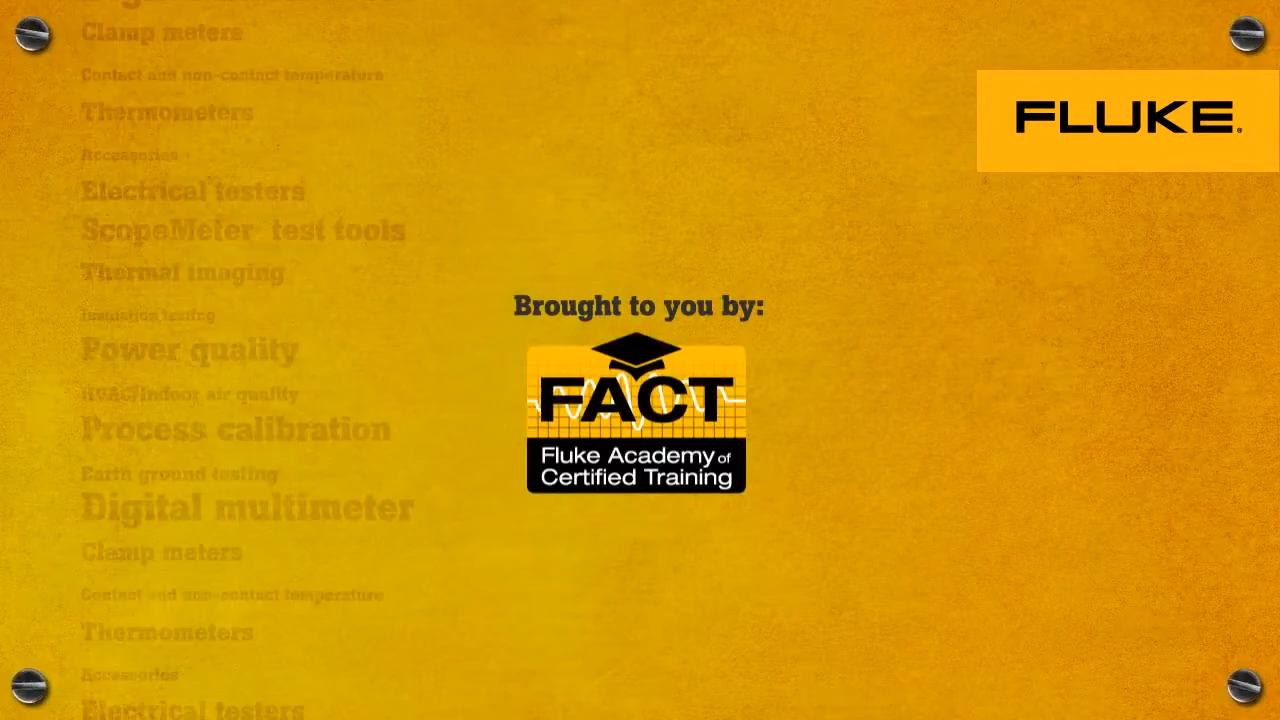 Digital multimeter
Clamp meters
Contact and non-contact temperature
Thermometers
Accessories
Electrical testers
ScopeMeter test tools
Thermal imaging
Insulation testing
Power quality
HVAC/Indoor air quality
Process calibration
Earth ground testing
Digital multimeter
Clamp meters
Contact and non-contact temperature
Thermometers
Accessories
Electrical testers
FLUKE®
Brought to you by:
FACT
Fluke Academy of
Certified Training